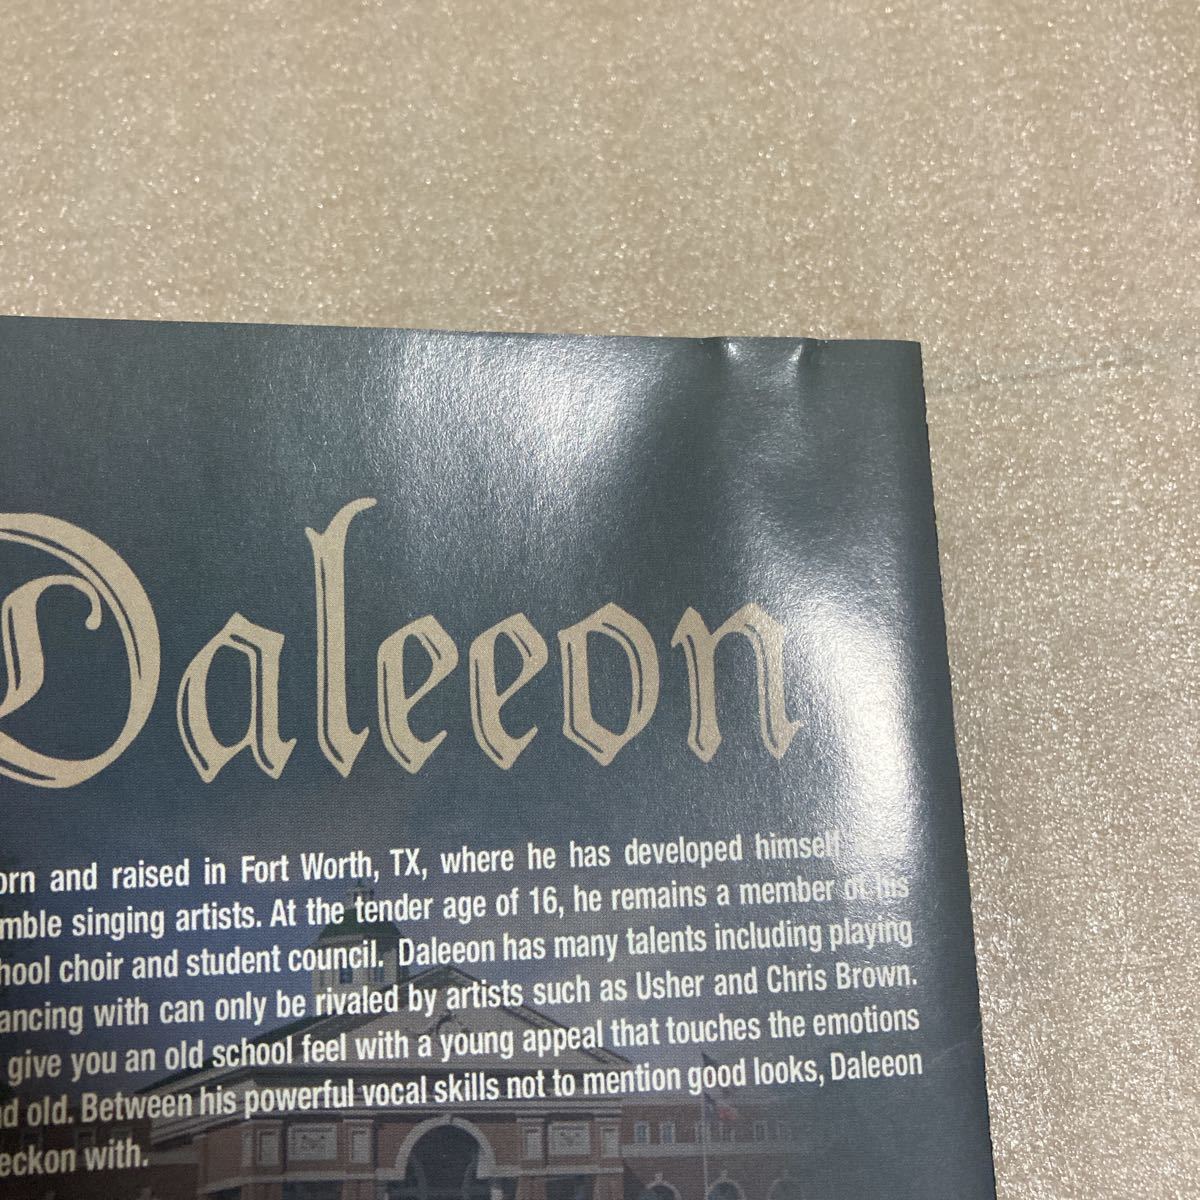 Daleeon
orn and raised in Fort Worth, TX, where he has developed himself
mble singing artists. At the tender age of 16, he remains a member of his
hool choir and student council. Daleeon has many talents including playing
ancing with can only be rivaled by artists such as Usher and Chris Brown.
give you an old school feel with a young appeal that touches the emotions
nd old. Between his powerful vocal skills not to mention good looks, Daleeon
eckon with.